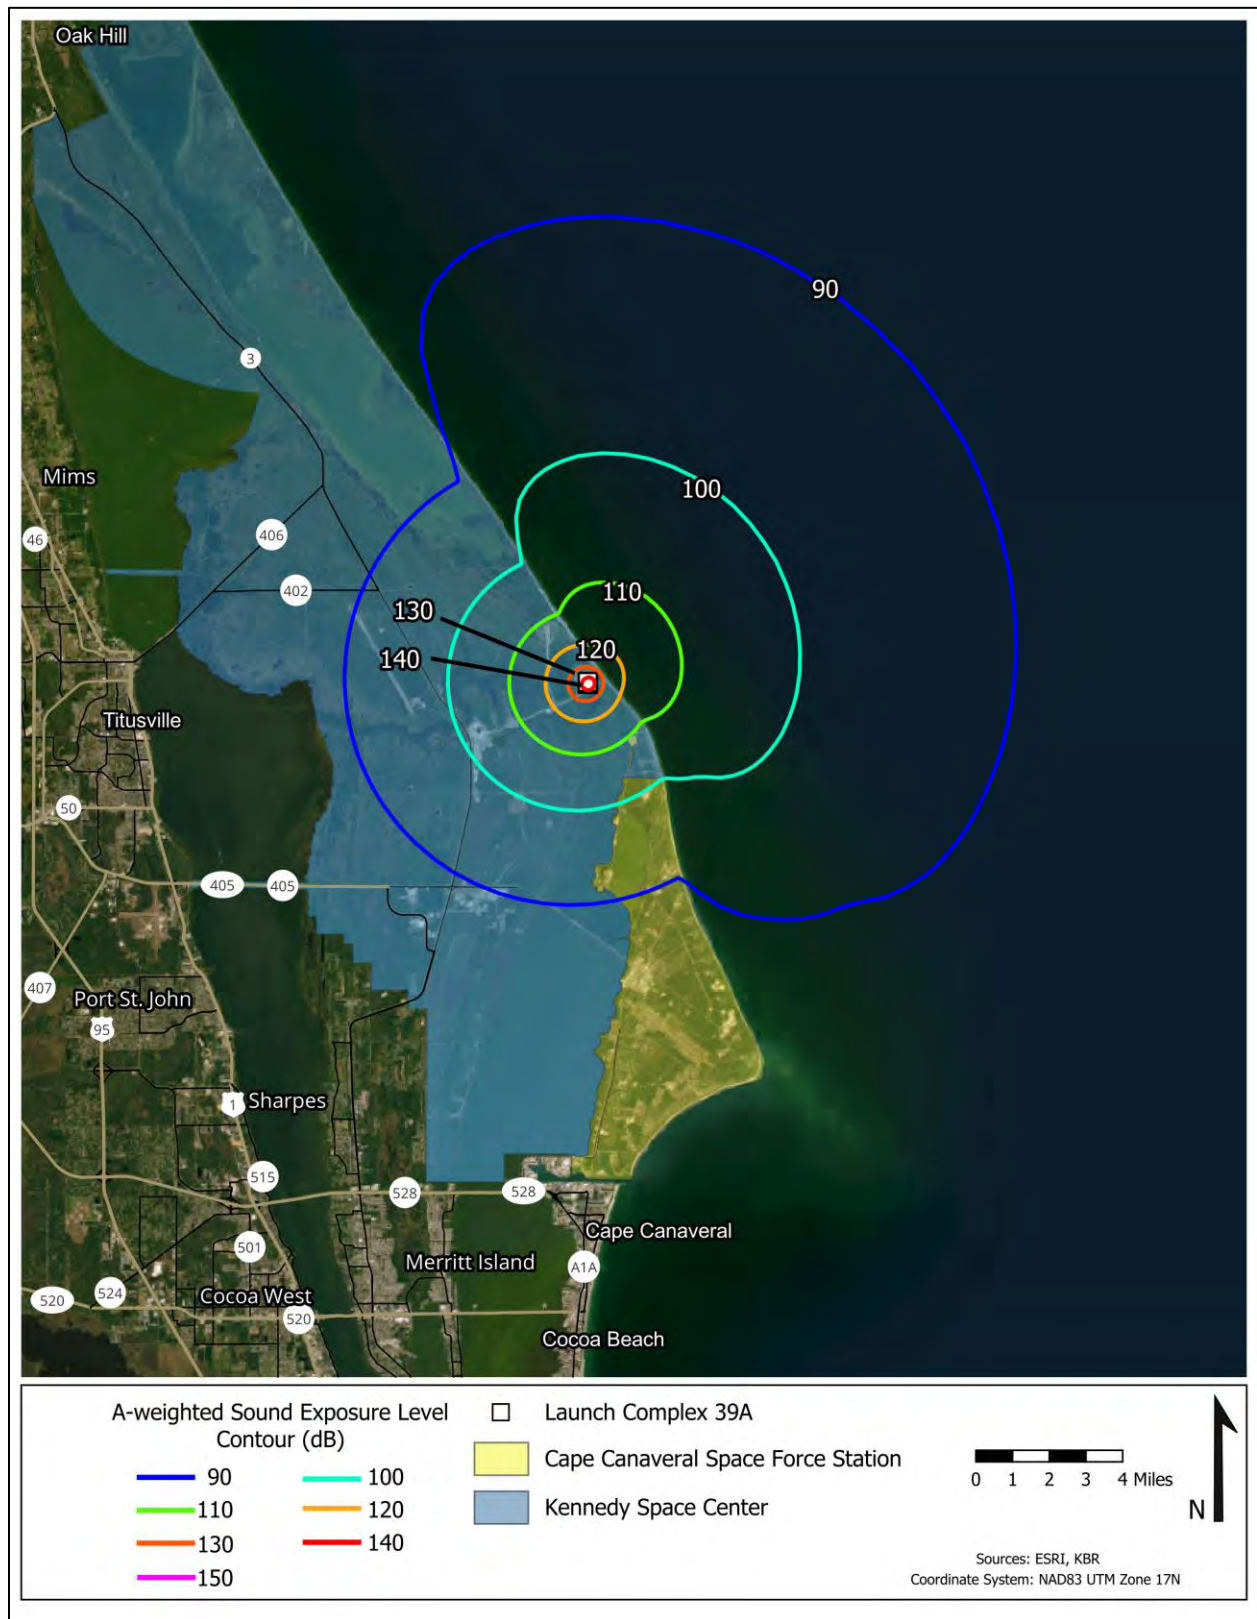 Oak Hill
90
3
Mims
100
46
406
402
110
130
120
140
Titusville
50
405
405
407
Port St. John
95
1
Sharpes
515
528
528
Cape Canaveral
501
Merritt Island
A1A
524
Cocoa West
520
520
Cocoa Beach
A-weighted Sound Exposure Level
Contour (dB)
90
100
110
120
130
140
150
Launch Complex 39A
Cape Canaveral Space Force Station
Kennedy Space Center
0 1 2 3 4 Miles
N
Sources: ESRI, KBR
Coordinate System: NAD83 UTM Zone 17N